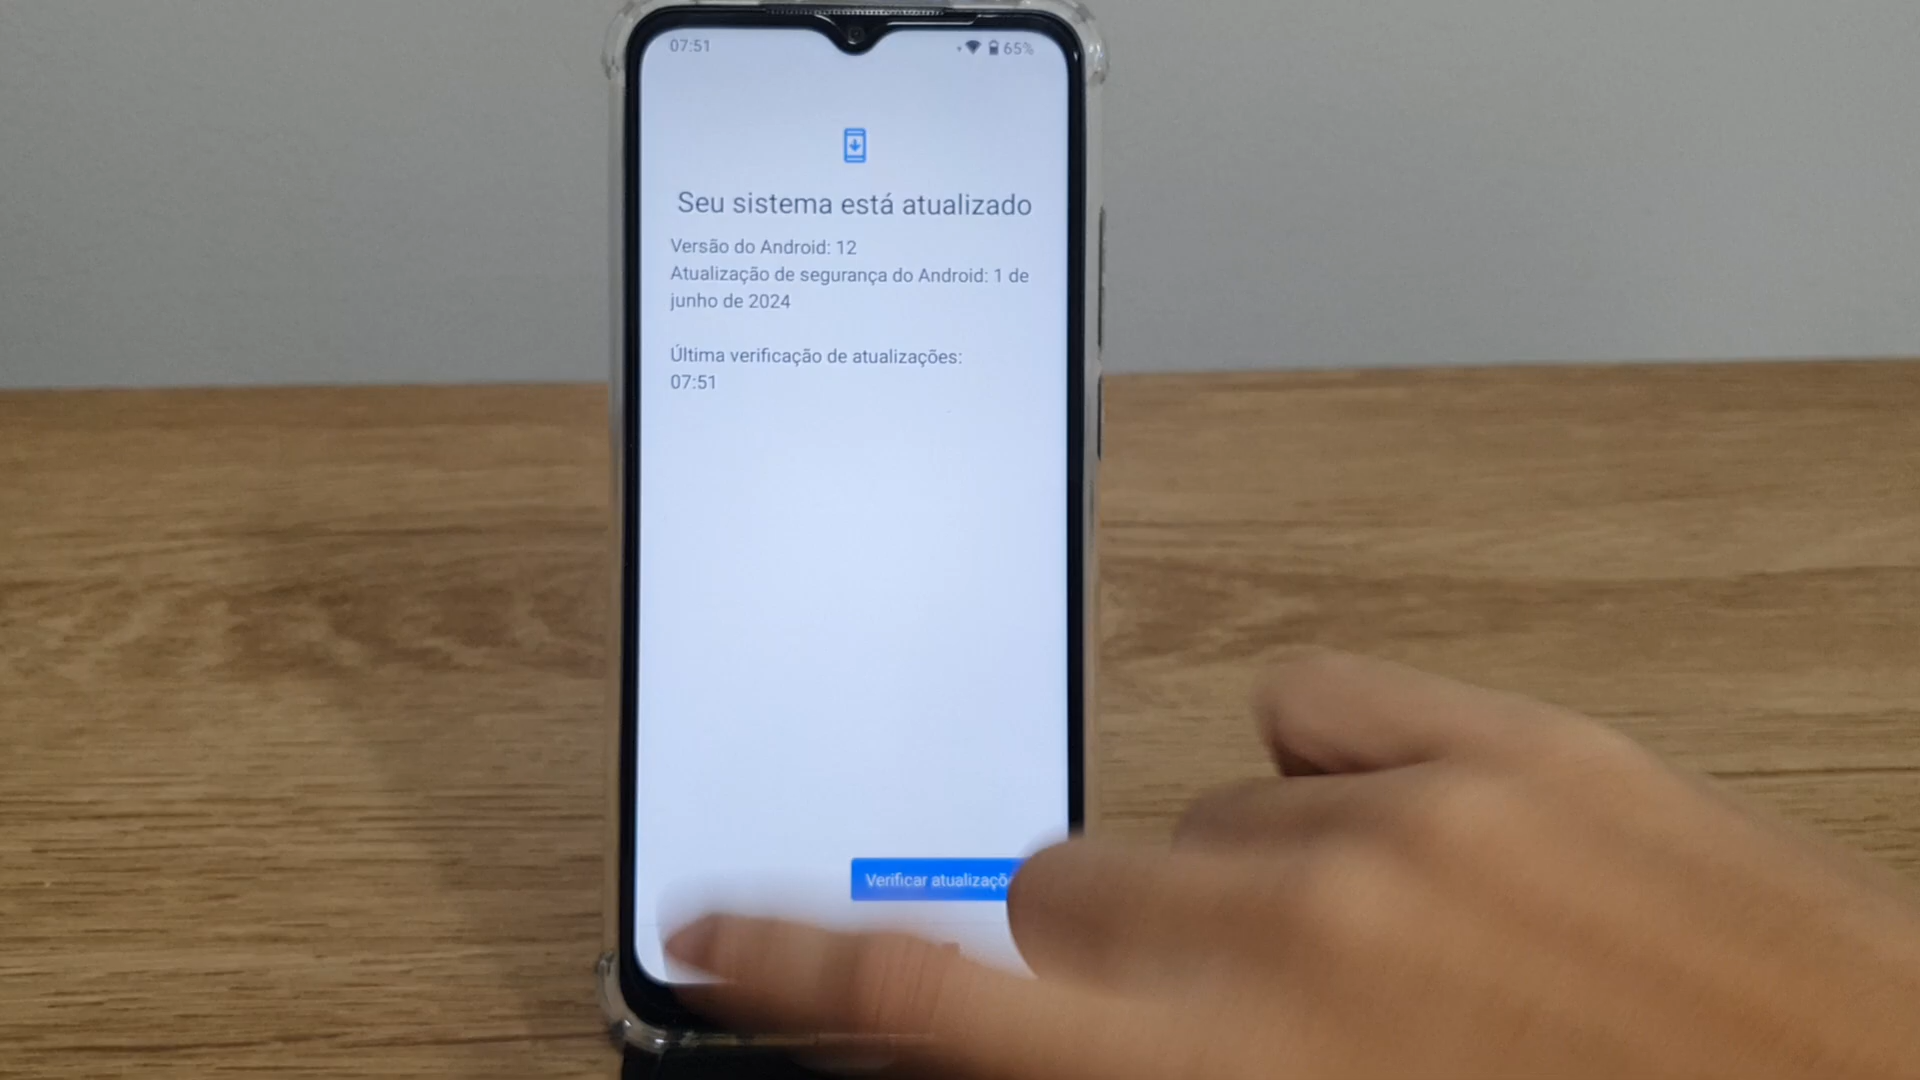 07:51
65%
Seu sistema está atualizado
Versão do Android: 12
Atualização de segurança do Android: 1 de
junho de 2024
Última verificação de atualizações:
07:51
Verificar